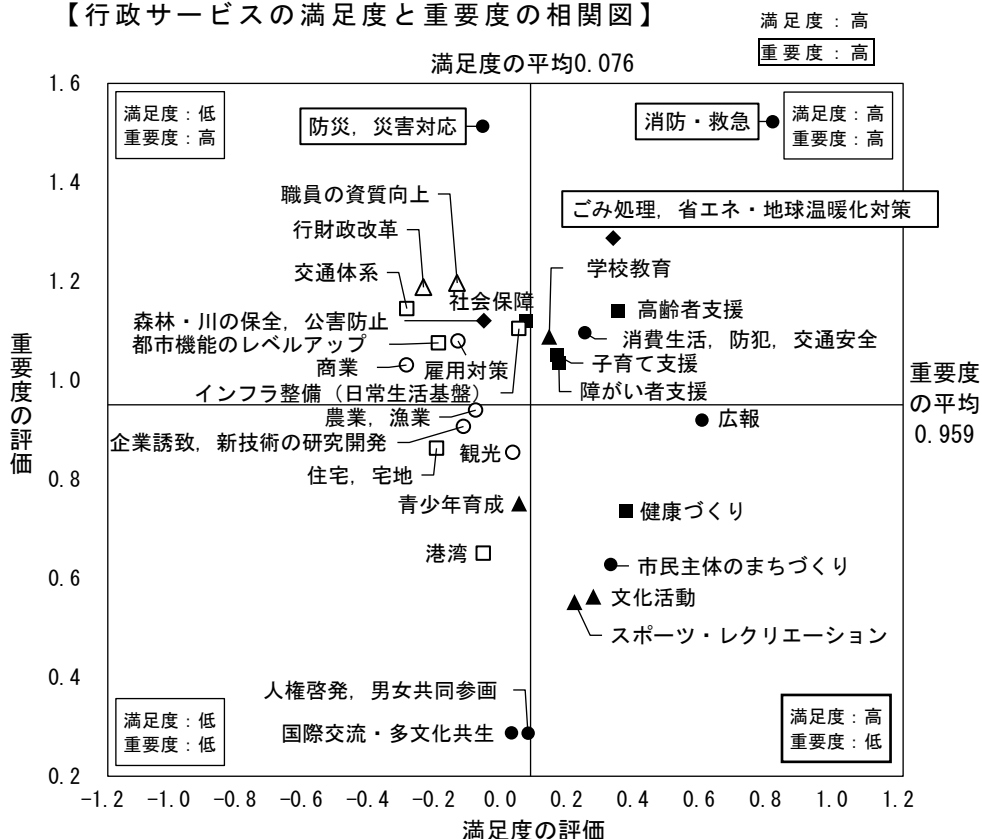 【行政サービスの満足度と重要度の相関図】
満足度：高
重要度：高
満足度の平均0.076
満足度：低
重要度：高
満足度：高
重要度：高
防災，災害対応
消防・救急
職員の資質向上
ごみ処理，省エネ・地球温暖化対策
行財政改革
学校教育
交通体系
社会保障
高齢者支援
森林・川の保全，公害防止
消費生活，防犯，交通安全
都市機能のレベルアップ
商業
雇用対策
子育て支援
インフラ整備（日常生活基盤）
障がい者支援
農業，漁業
広報
企業誘致，新技術の研究開発
観光
住宅，宅地
青少年育成
健康づくり
港湾
市民主体のまちづくり
文化活動
スポーツ・レクリエーション
人権啓発，男女共同参画
国際交流・多文化共生
満足度：低
重要度：低
満足度：高
重要度：低
重要度の評価
重要度
の平均
0.959
1.6
1.4
1.2
1.0
0.8
0.6
0.4
0.2
-1.2 -1.0 -0.8 -0.6 -0.4 -0.2 0.0 0.2 0.4 0.6 0.8 1.0 1.2
満足度の評価